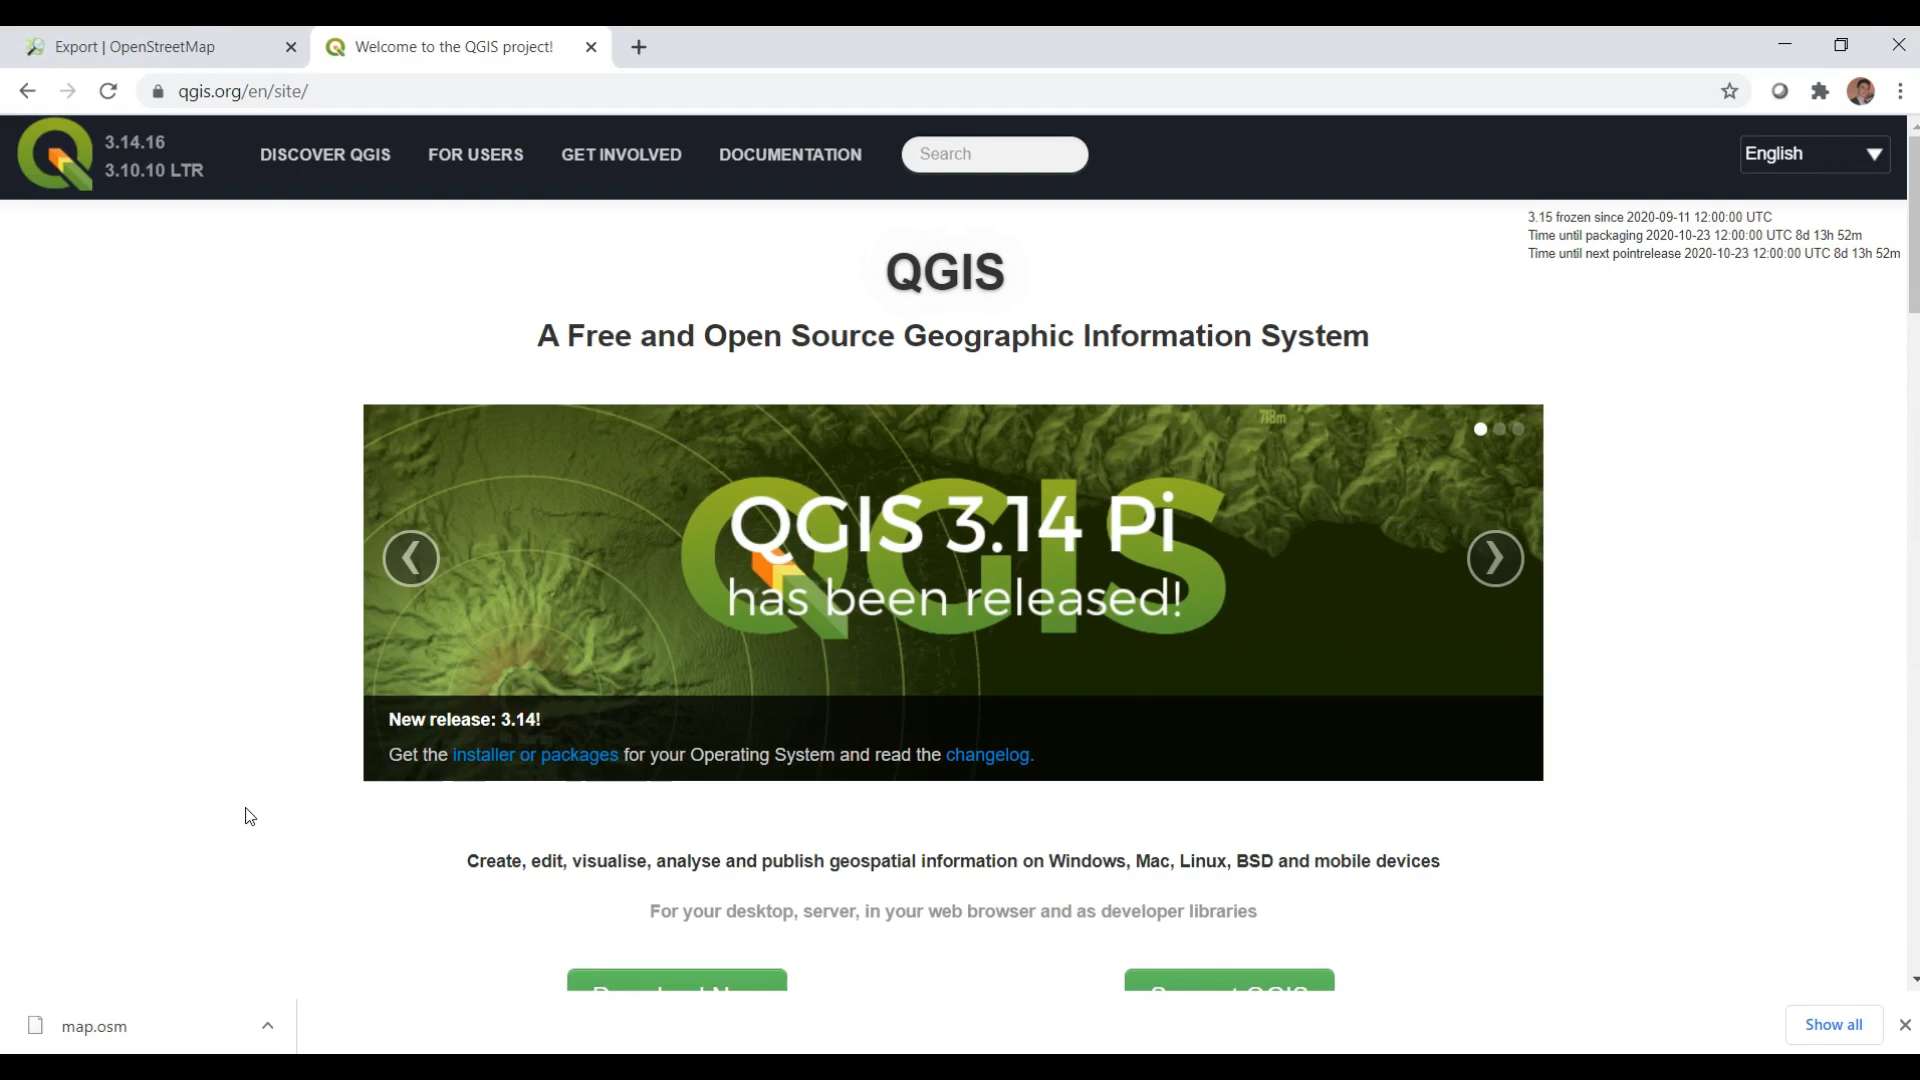 Export | OpenStreetMap
Welcome to the QGIS project!
qgis.org/en/site/
3.14.16
3.10.10 LTR
DISCOVER QGIS
FOR USERS
GET INVOLVED
DOCUMENTATION
Search
English
3.15 frozen since 2020-09-11 12:00:00 UTC
Time until packaging 2020-10-23 12:00:00 UTC 8d 13h 52m
Time until next pointrelease 2020-10-23 12:00:00 UTC 8d 13h 52m
QGIS
A Free and Open Source Geographic Information System
718m
QGIS
QGIS 3.14 Pi
has been released!
New release: 3.14!
Get the installer or packages for your Operating System and read the changelog.
Create, edit, visualise, analyse and publish geospatial information on Windows, Mac, Linux, BSD and mobile devices
For your desktop, server, in your web browser and as developer libraries
map.osm
Show all